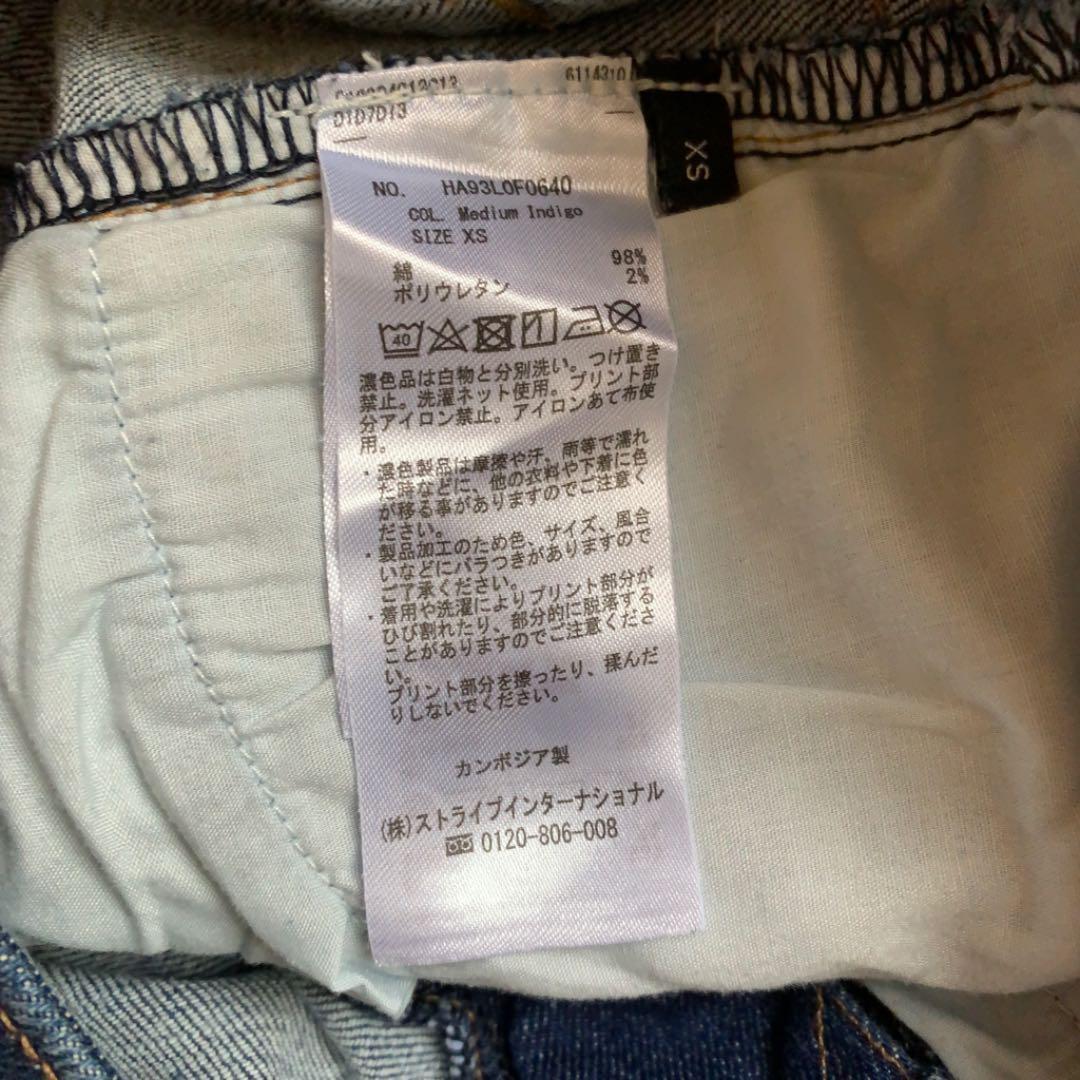 6114310
D1D7D13
XS
NO. HA93L0F0640
COL. Medium Indigo
SIZE XS
綿 98%
ポリウレタン 2%
40
濃色品は白物と分別洗い。つけ置き
禁止。洗濯ネット使用。プリント部
分アイロン禁止。アイロンあて布使
用。
・濃色製品は摩擦や汗、雨等で濡れ
た時などに、他の衣料や下着に色
が移る事がありますのでご注意く
ださい。
・製品加工のため色、サイズ、風合
いなどにバラつきがありますので
ご了承ください。
・着用や洗濯によりプリント部分が
ひび割れたり、部分的に脱落する
ことがありますのでご注意くださ
い。
プリント部分を擦ったり、揉んだ
りしないでください。
カンボジア製
(株)ストライプインターナショナル
0120-806-008